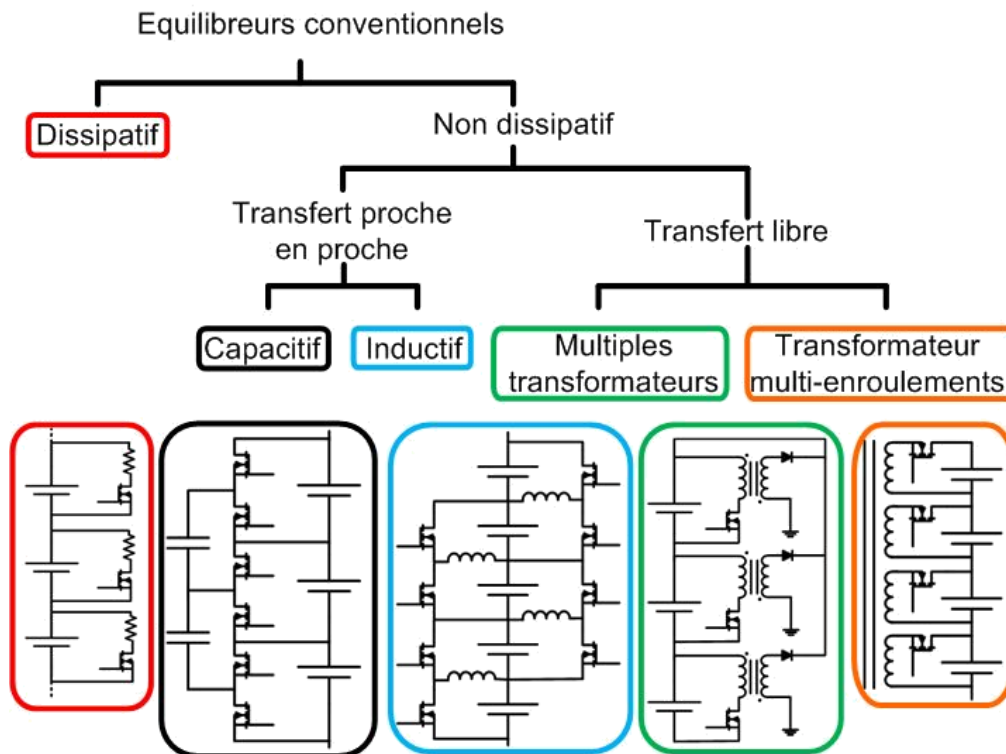 Equilibreurs conventionnels
Dissipatif
Non dissipatif
Transfert proche
en proche
Transfert libre
Capacitif
Inductif
Multiples
transformateurs
Transformateur
multi-enroulements